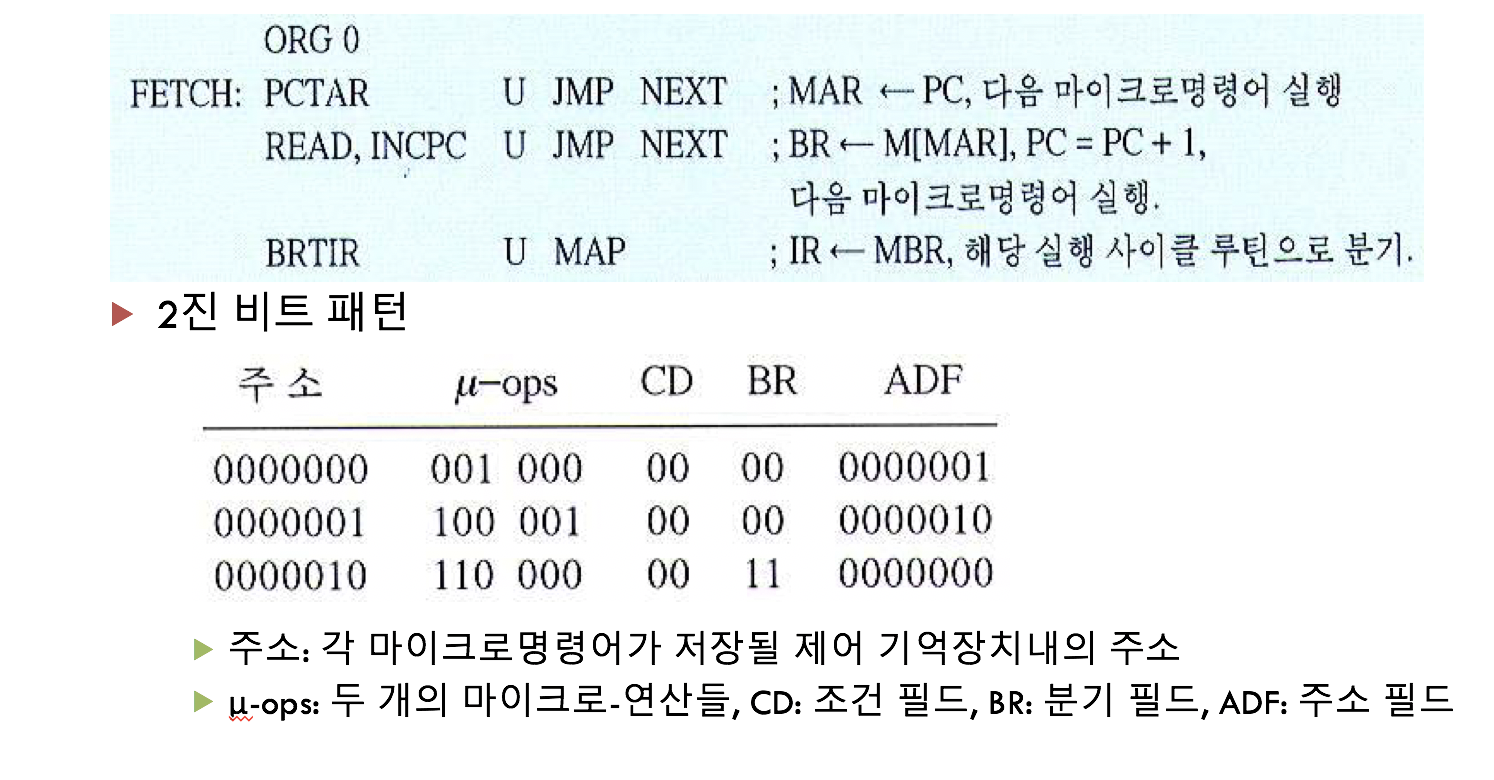 ORG 0
FETCH: PCTAR U JMP NEXT ; MAR ← PC, 다음 마이크로명령어 실행
READ, INCPC U JMP NEXT ; BR ← M[MAR], PC = PC + 1,
다음 마이크로명령어 실행.
BRTIR U MAP ; IR ← MBR, 해당 실행 사이클 루틴으로 분기.
2진 비트 패턴
주 소 μ−ops CD BR ADF
0000000 001 000 00 00 0000001
0000001 100 001 00 00 0000010
0000010 110 000 00 11 0000000
주소: 각 마이크로명령어가 저장될 제어 기억장치내의 주소
μ-ops: 두 개의 마이크로-연산들, CD: 조건 필드, BR: 분기 필드, ADF: 주소 필드